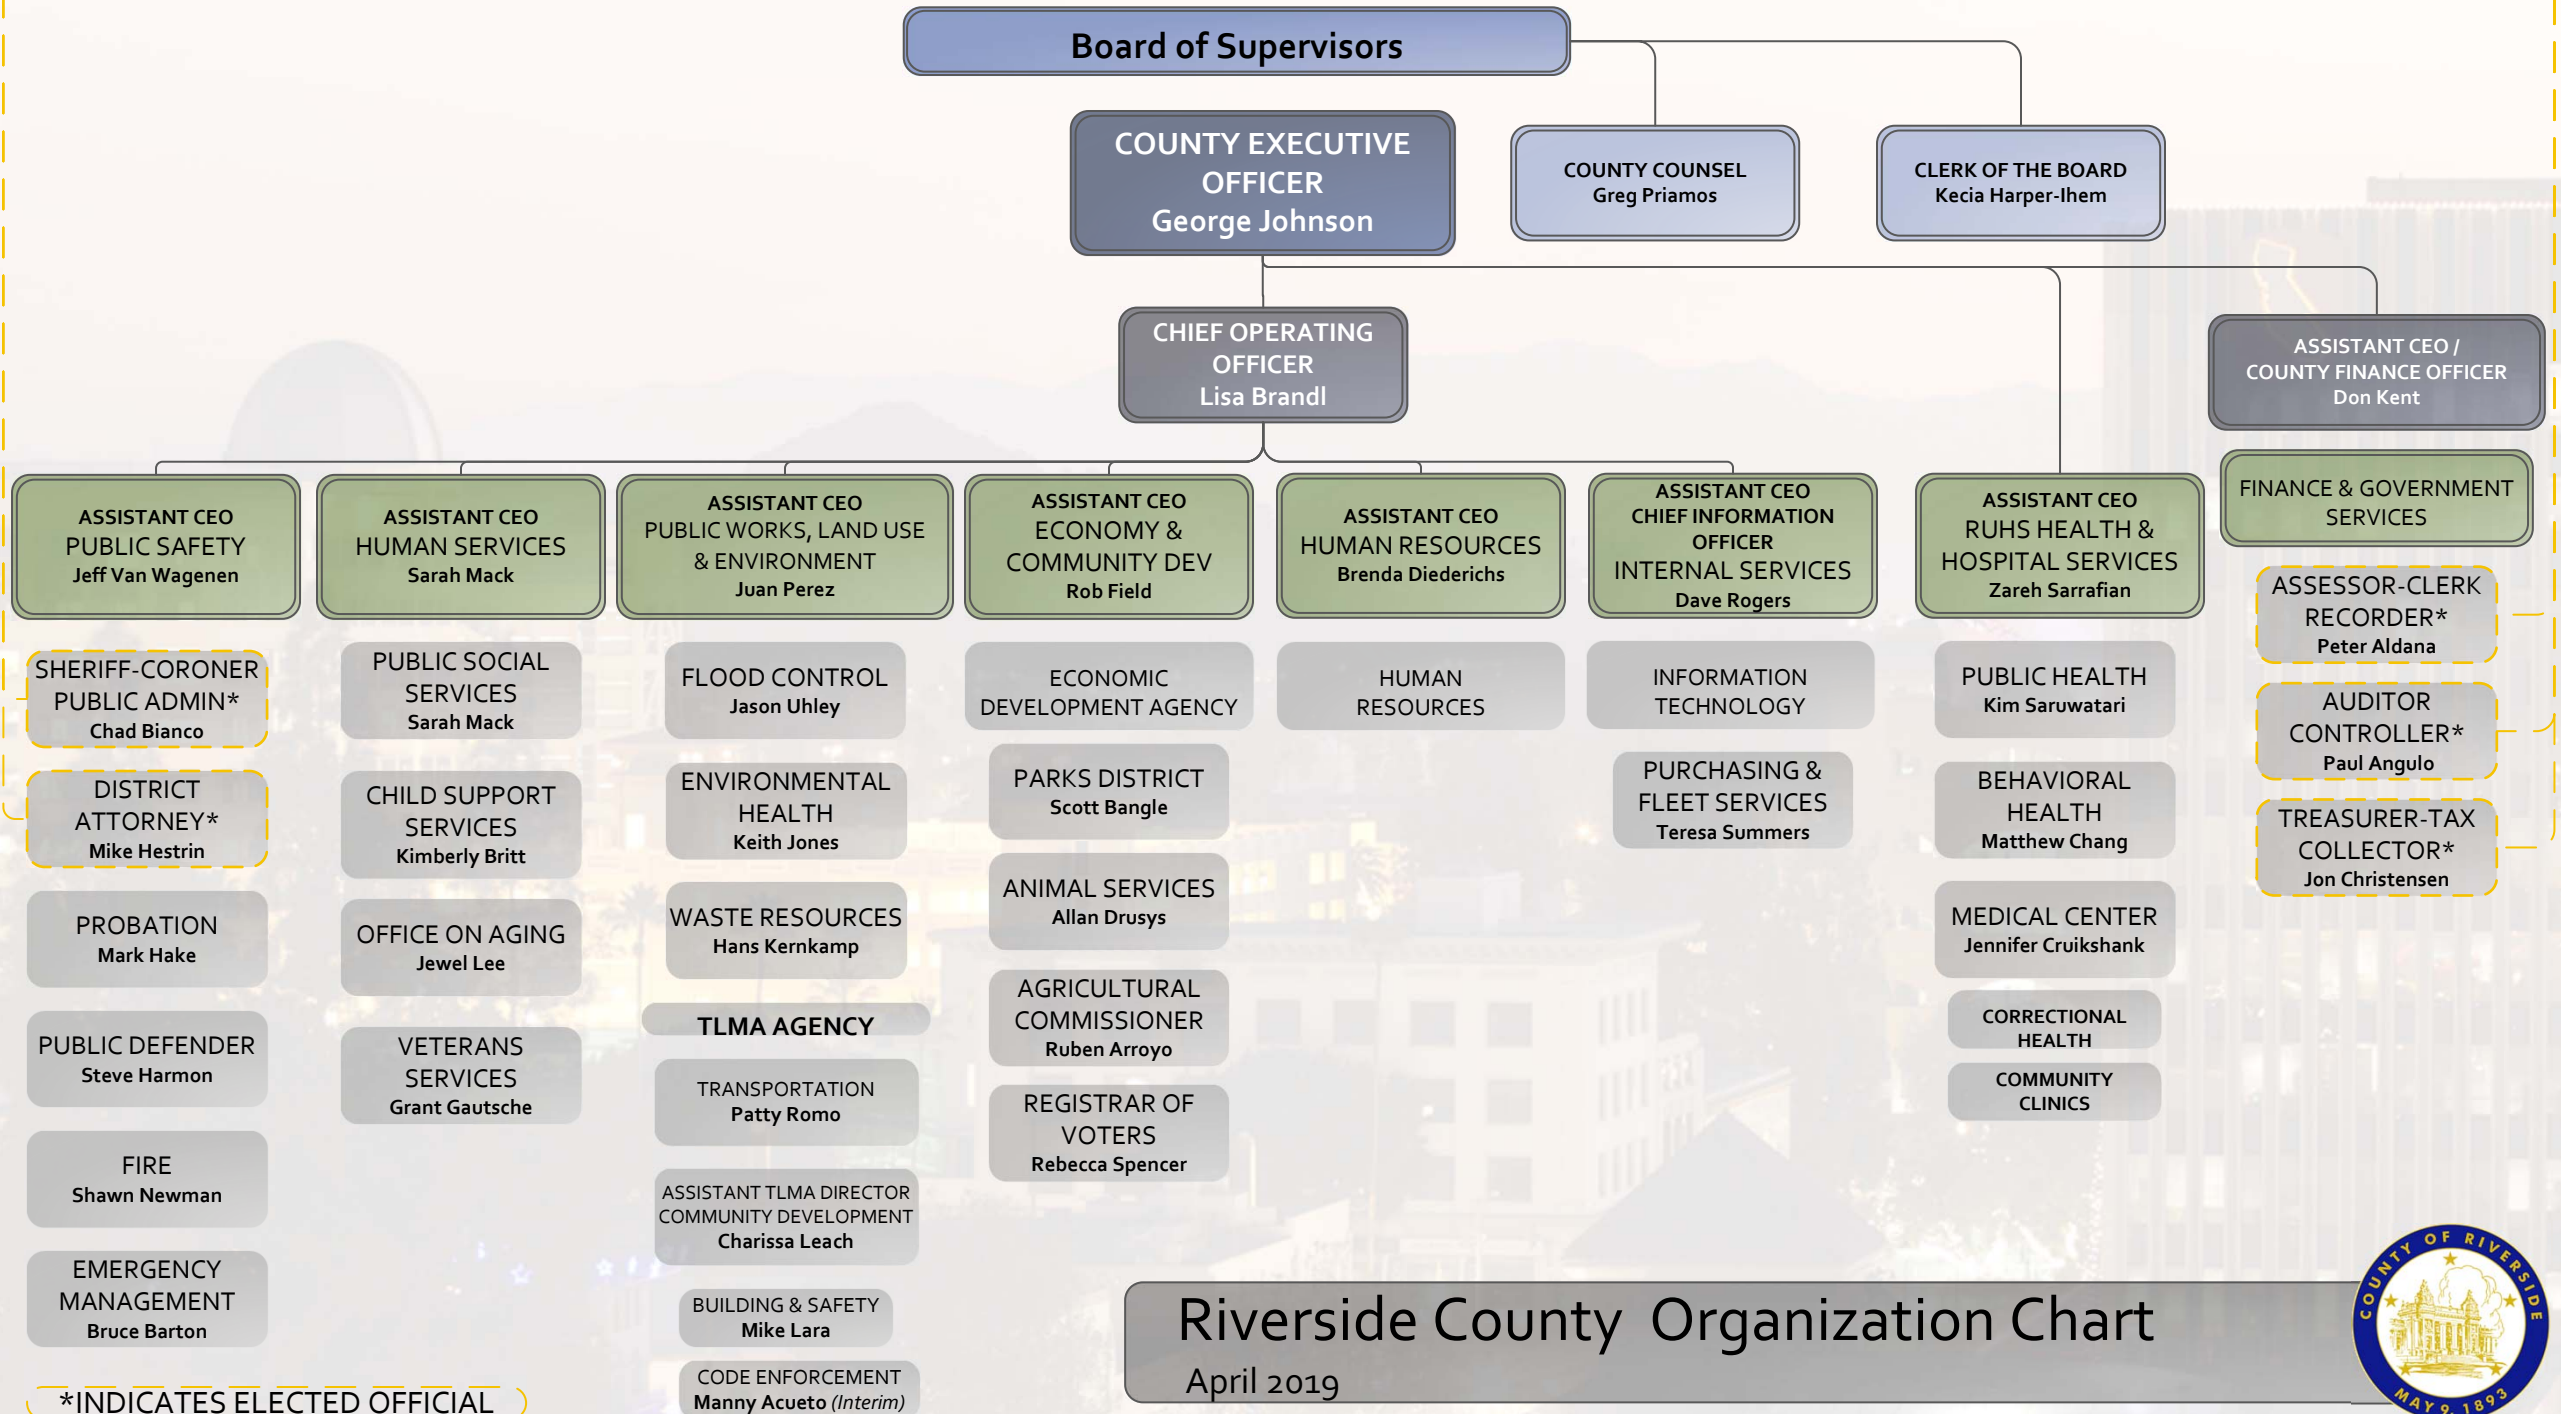 Board of Supervisors
COUNTY EXECUTIVE
OFFICER
George Johnson
COUNTY COUNSEL
Greg Priamos
CLERK OF THE BOARD
Kecia Harper-Ihem
CHIEF OPERATING
OFFICER
Lisa Brandl
ASSISTANT CEO /
COUNTY FINANCE OFFICER
Don Kent
ASSISTANT CEO
PUBLIC SAFETY
Jeff Van Wagenen
SHERIFF-CORONER
PUBLIC ADMIN*
Chad Bianco
DISTRICT
ATTORNEY*
Mike Hestrin
PROBATION
Mark Hake
PUBLIC DEFENDER
Steve Harmon
FIRE
Shawn Newman
EMERGENCY
MANAGEMENT
Bruce Barton
*INDICATES ELECTED OFFICIAL
ASSISTANT CEO
HUMAN SERVICES
Sarah Mack
PUBLIC SOCIAL
SERVICES
Sarah Mack
CHILD SUPPORT
SERVICES
Kimberly Britt
OFFICE ON AGING
Jewel Lee
VETERANS
SERVICES
Grant Gautsche
ASSISTANT CEO
PUBLIC WORKS, LAND USE
& ENVIRONMENT
Juan Perez
FLOOD CONTROL
Jason Uhley
ENVIRONMENTAL
HEALTH
Keith Jones
WASTE RESOURCES
Hans Kernkamp
TLMA AGENCY
TRANSPORTATION
Patty Romo
ASSISTANT TLMA DIRECTOR
COMMUNITY DEVELOPMENT
Charissa Leach
BUILDING & SAFETY
Mike Lara
CODE ENFORCEMENT
Manny Acueto (Interim)
ASSISTANT CEO
ECONOMY &
COMMUNITY DEV
Rob Field
ECONOMIC
DEVELOPMENT AGENCY
PARKS DISTRICT
Scott Bangle
ANIMAL SERVICES
Allan Drusys
AGRICULTURAL
COMMISSIONER
Ruben Arroyo
REGISTRAR OF
VOTERS
Rebecca Spencer
ASSISTANT CEO
HUMAN RESOURCES
Brenda Diederichs
HUMAN
RESOURCES
ASSISTANT CEO
CHIEF INFORMATION
OFFICER
INTERNAL SERVICES
Dave Rogers
INFORMATION
TECHNOLOGY
PURCHASING &
FLEET SERVICES
Teresa Summers
ASSISTANT CEO
RUHS HEALTH &
HOSPITAL SERVICES
Zareh Sarrafian
PUBLIC HEALTH
Kim Saruwatari
BEHAVIORAL
HEALTH
Matthew Chang
MEDICAL CENTER
Jennifer Cruikshank
CORRECTIONAL
HEALTH
COMMUNITY
CLINICS
FINANCE & GOVERNMENT
SERVICES
ASSESSOR-CLERK
RECORDER*
Peter Aldana
AUDITOR
CONTROLLER*
Paul Angulo
TREASURER-TAX
COLLECTOR*
Jon Christensen
Riverside County Organization Chart
April 2019
COUNTY OF RIVERSIDE
MAY 9, 1893